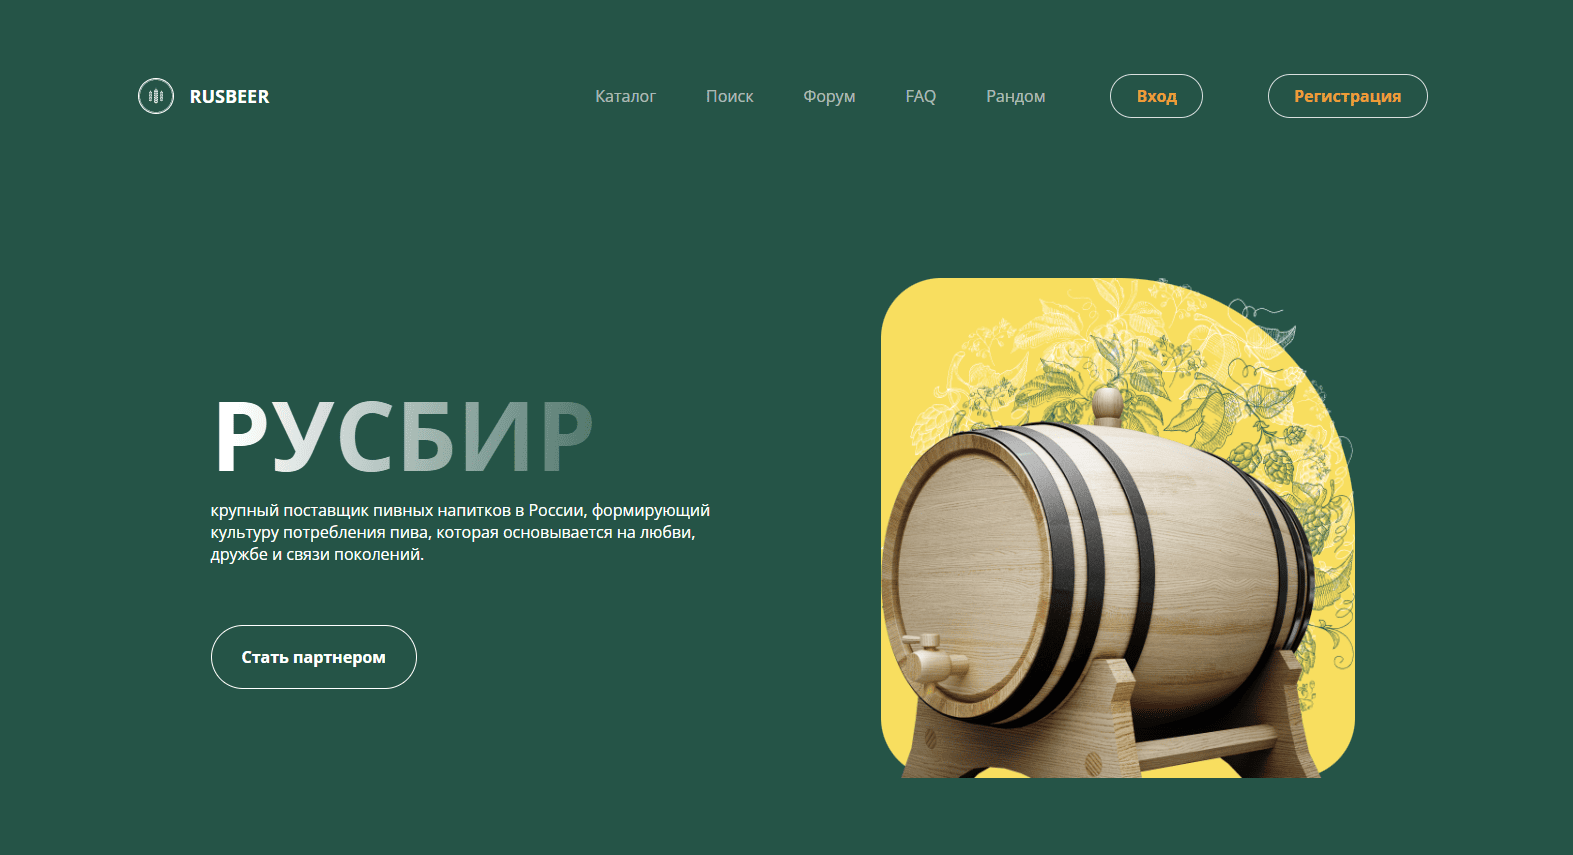 RUSBEER
Каталог
Поиск
Форум
FAQ
Рандом
Вход
Регистрация
РУСБИР
крупный поставщик пивных напитков в России, формирующий
культуру потребления пива, которая основывается на любви,
дружбе и связи поколений.
Стать партнером